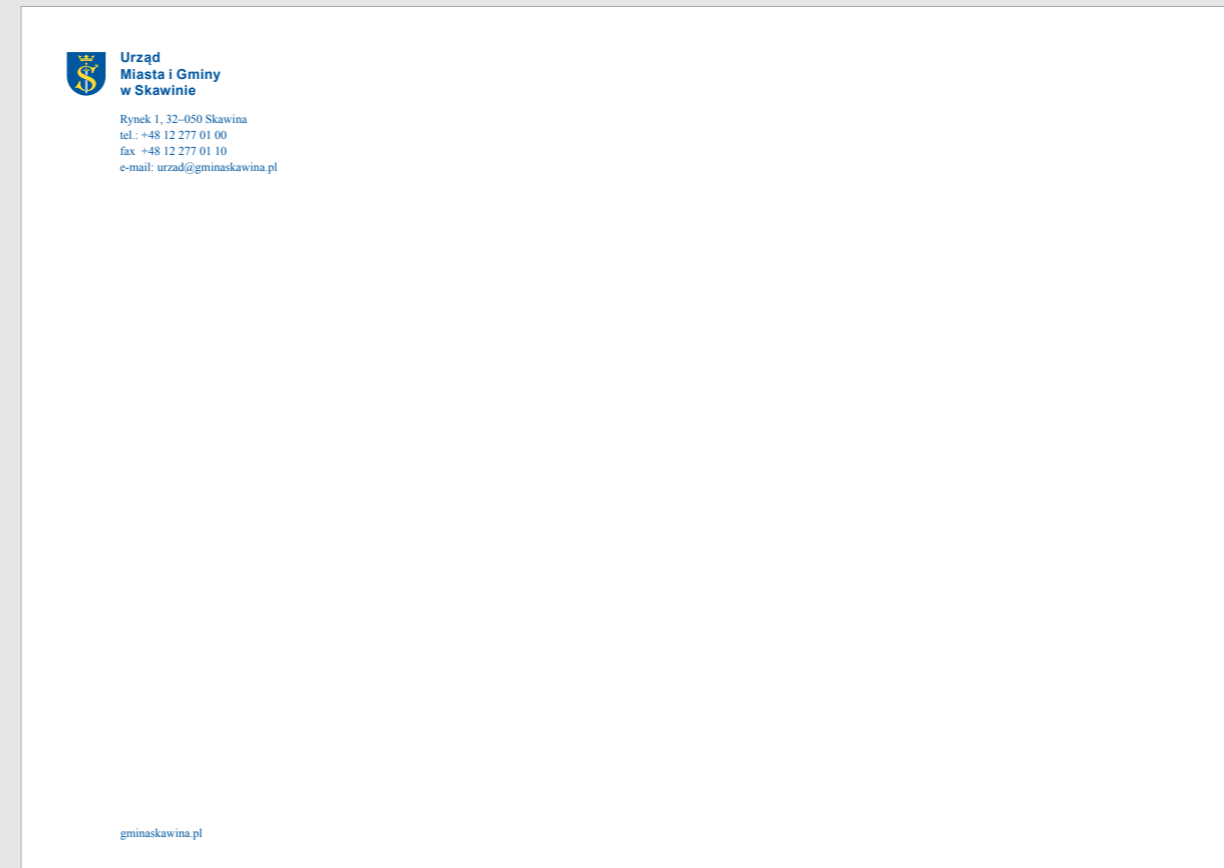 Urząd
Miasta i Gminy
w Skawinie
Rynek 1, 32–050 Skawina
tel.: +48 12 277 01 00
fax  +48 12 277 01 10
e-mail: urzad@gminaskawina.pl
gminaskawina.pl